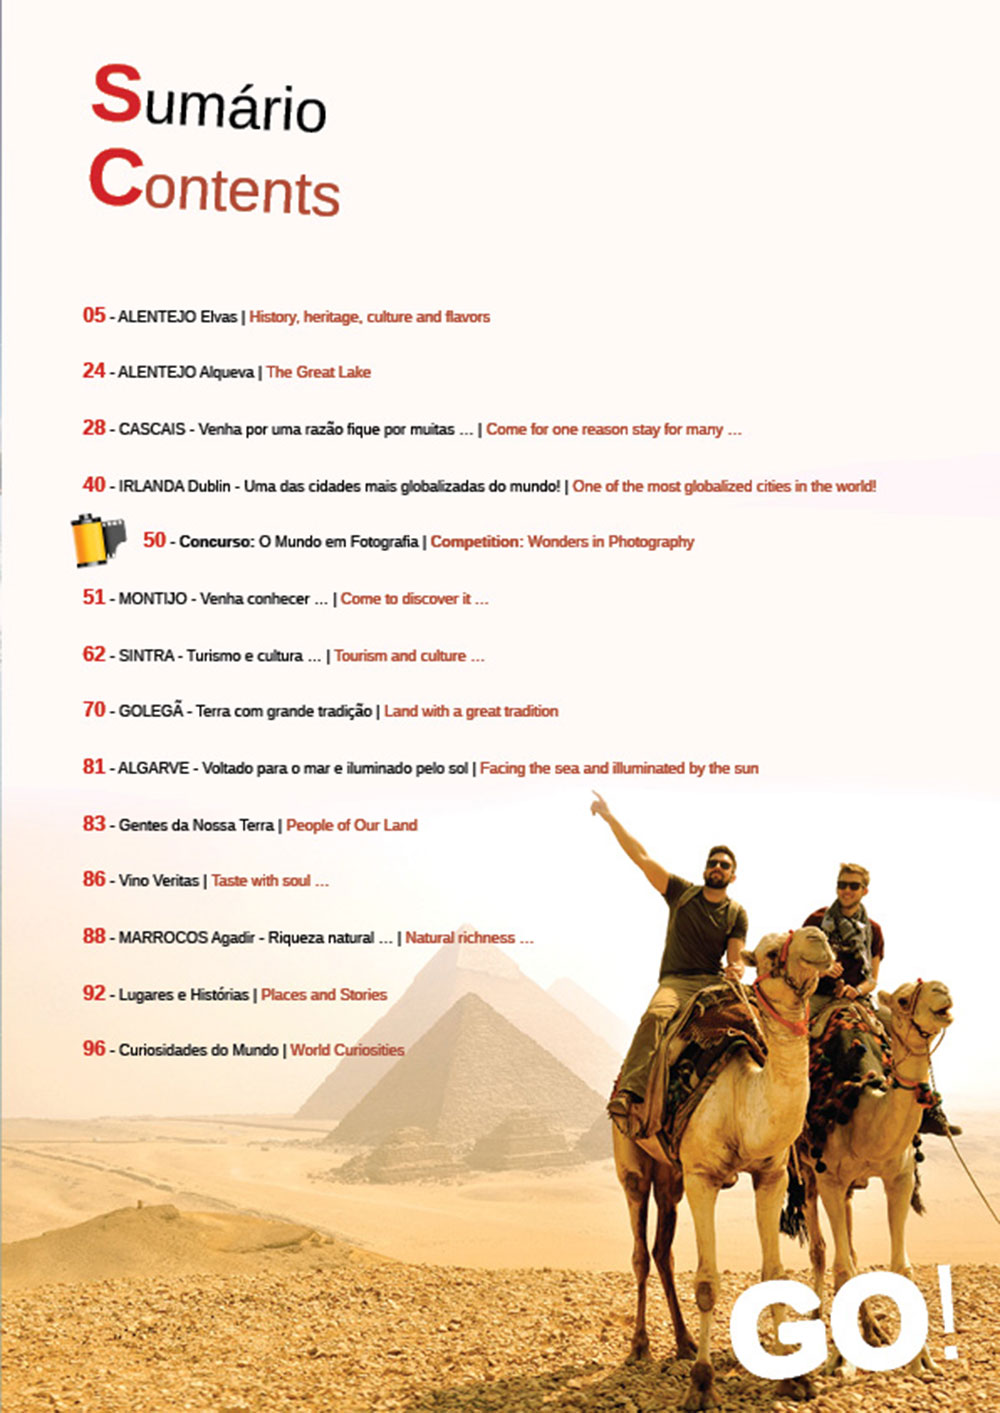 Sumário
Contents
05 - ALENTEJO Elvas | History, heritage, culture and flavors
24 - ALENTEJO Alqueva | The Great Lake
28 - CASCAIS - Venha por uma razão fique por muitas ... | Come for one reason stay for many ...
40 - IRLANDA Dublin - Uma das cidades mais globalizadas do mundo! | One of the most globalized cities in the world!
50 - Concurso: O Mundo em Fotografia | Competition: Wonders in Photography
51 - MONTIJO - Venha conhecer ... | Come to discover it ...
62 - SINTRA - Turismo e cultura ... | Tourism and culture ...
70 - GOLEGÃ - Terra com grande tradição | Land with a great tradition
81 - ALGARVE - Voltado para o mar e iluminado pelo sol | Facing the sea and illuminated by the sun
83 - Gentes da Nossa Terra | People of Our Land
86 - Vino Veritas | Taste with soul ...
88 - MARROCOS Agadir - Riqueza natural ... | Natural richness ...
92 - Lugares e Histórias | Places and Stories
96 - Curiosidades do Mundo | World Curiosities
GO!